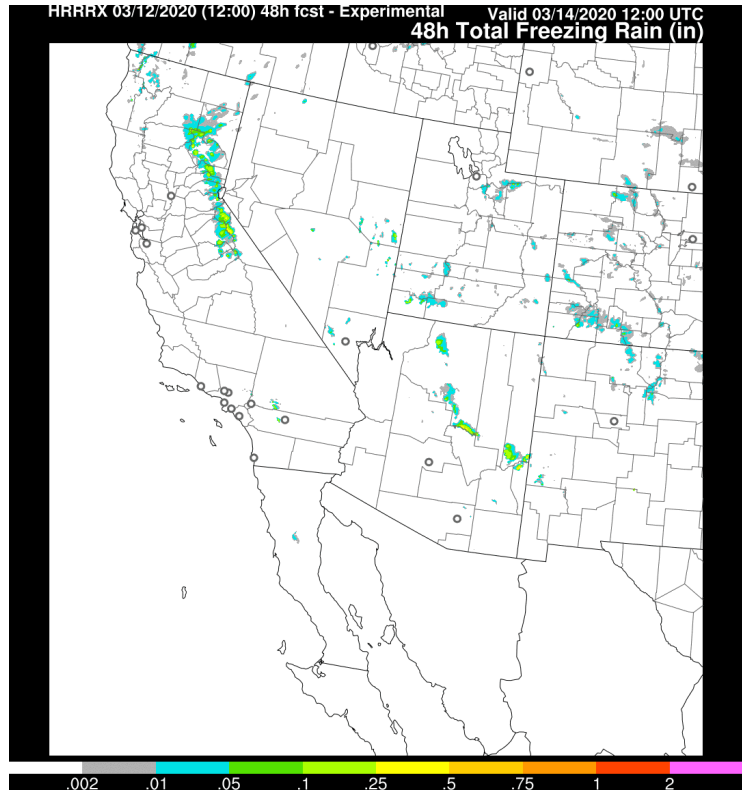 HRRRX 03/12/2020 (12:00) 48h fcst - Experimental Valid 03/14/2020 12:00 UTC
48h Total Freezing Rain (in)
.002 .01 .05 .1 .25 .5 .75 1 2